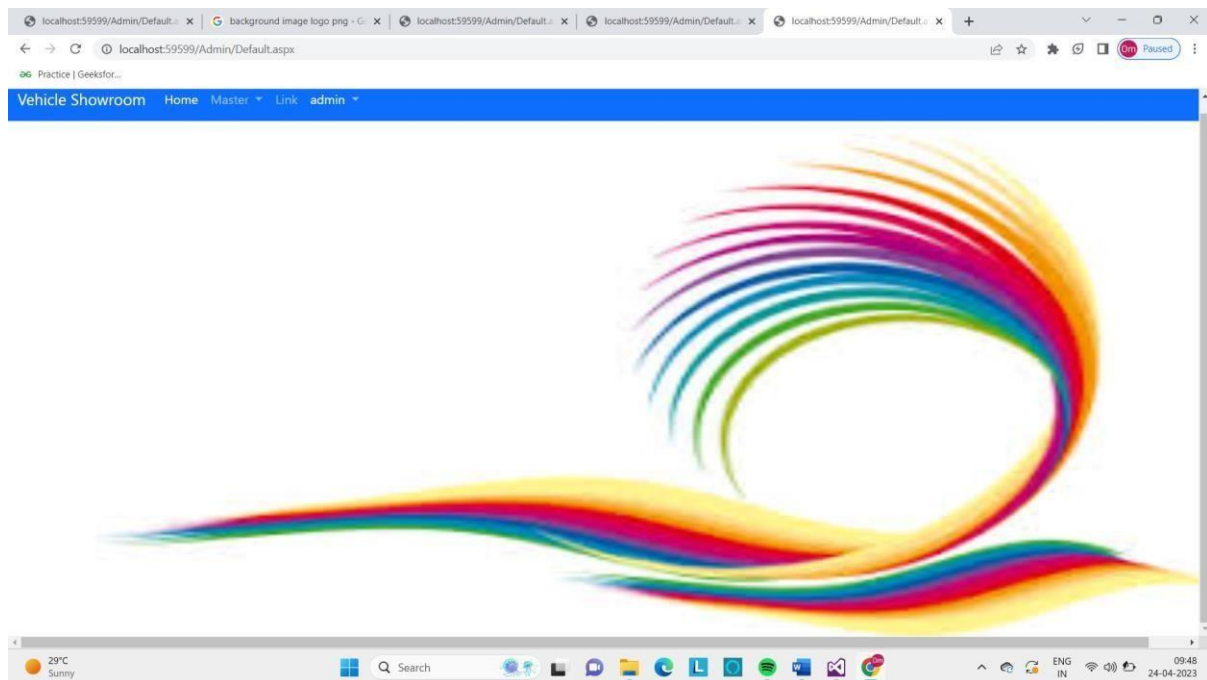 localhost:59599/Admin/Default.a background image logo png - G localhost:59599/Admin/Default. localhost:59599/Admin/Default. localhost:59599/Admin/Default.a
localhost:59599/Admin/Default.aspx Om Paused
GG Practice | Geeksfor...
Vehicle Showroom Home Master Link admin
29°C Search ENG 09:48
Sunny IN 24-04-2023